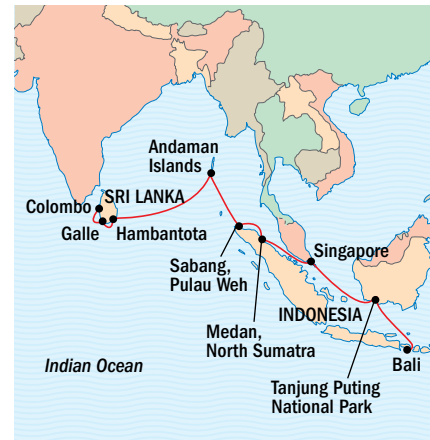 Andaman
Islands
Colombo
SRI LANKA
Galle
Hambantota
Singapore
Sabang,
Pulau Weh
INDONESIA
Medan,
North Sumatra
Bali
Indian Ocean
Tanjung Puting
National Park